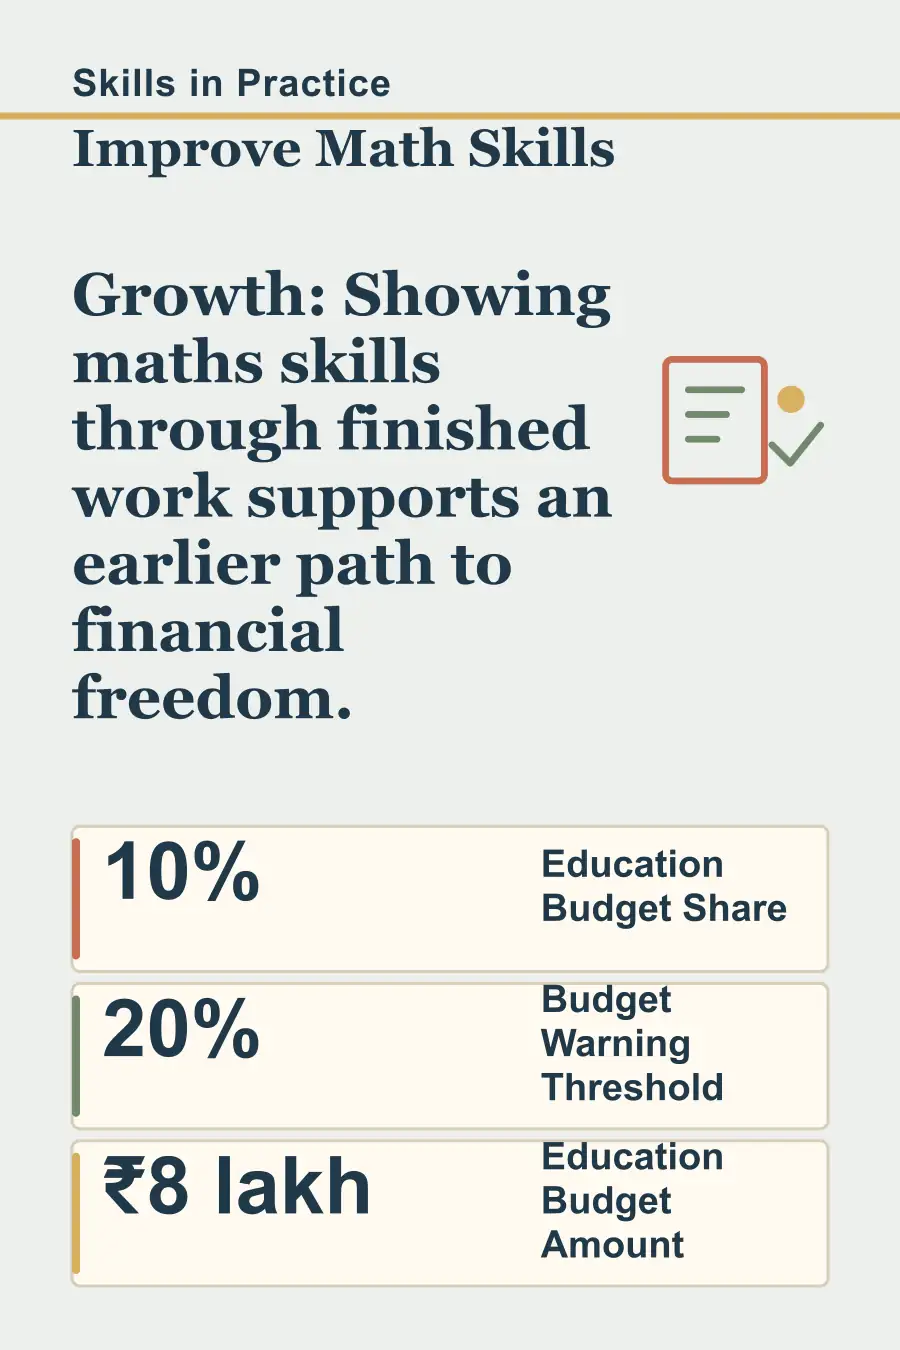 Skills in Practice
Improve Math Skills
Growth: Showing
maths skills
through finished
work supports an
earlier path to
financial
freedom.
10%
Education
Budget Share
20%
Budget
Warning
Threshold
₹8 lakh
Education
Budget
Amount